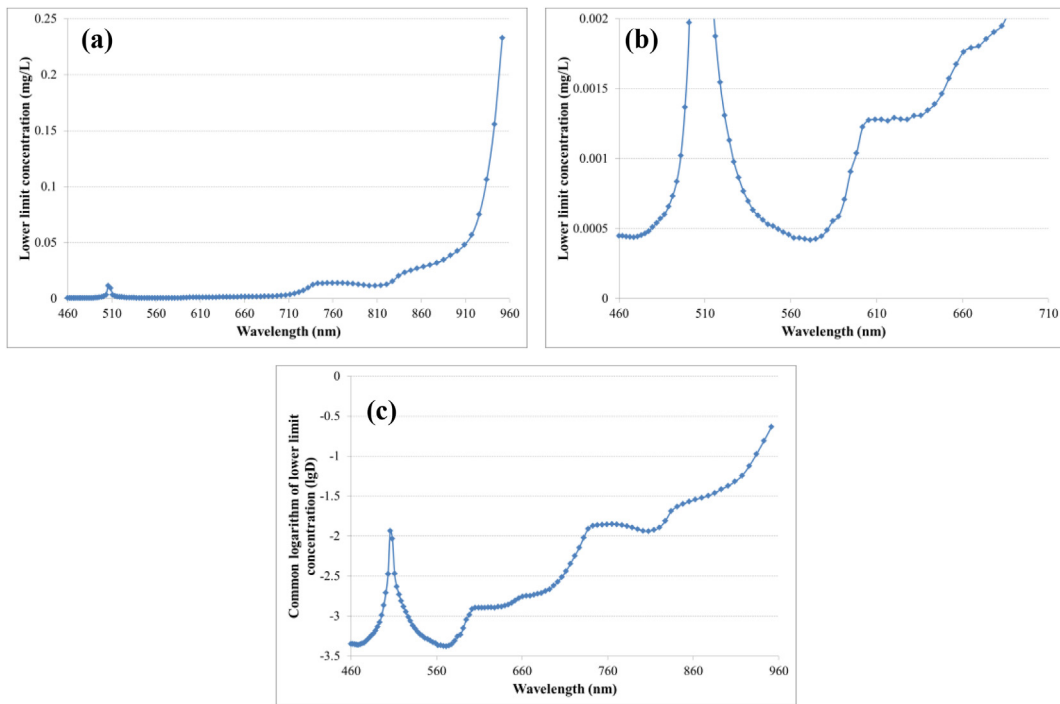 (a)
Lower limit concentration (mg/L)
0.25
0.2
0.15
0.1
0.05
0
460 510 560 610 660 710 760 810 860 910 960
Wavelength (nm)
(b)
Lower limit concentration (mg/L)
0.002
0.0015
0.001
0.0005
0
460 510 560 610 660 710
Wavelength (nm)
(c)
Common logarithm of lower limit
concentration (lgD)
0
-0.5
-1
-1.5
-2
-2.5
-3
-3.5
460 560 660 760 860 960
Wavelength (nm)